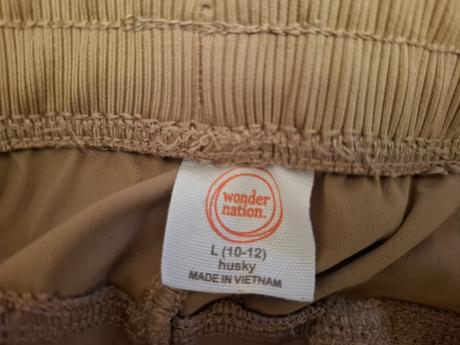 wonder
nation.
L (10-12)
husky
MADE IN VIETNAM